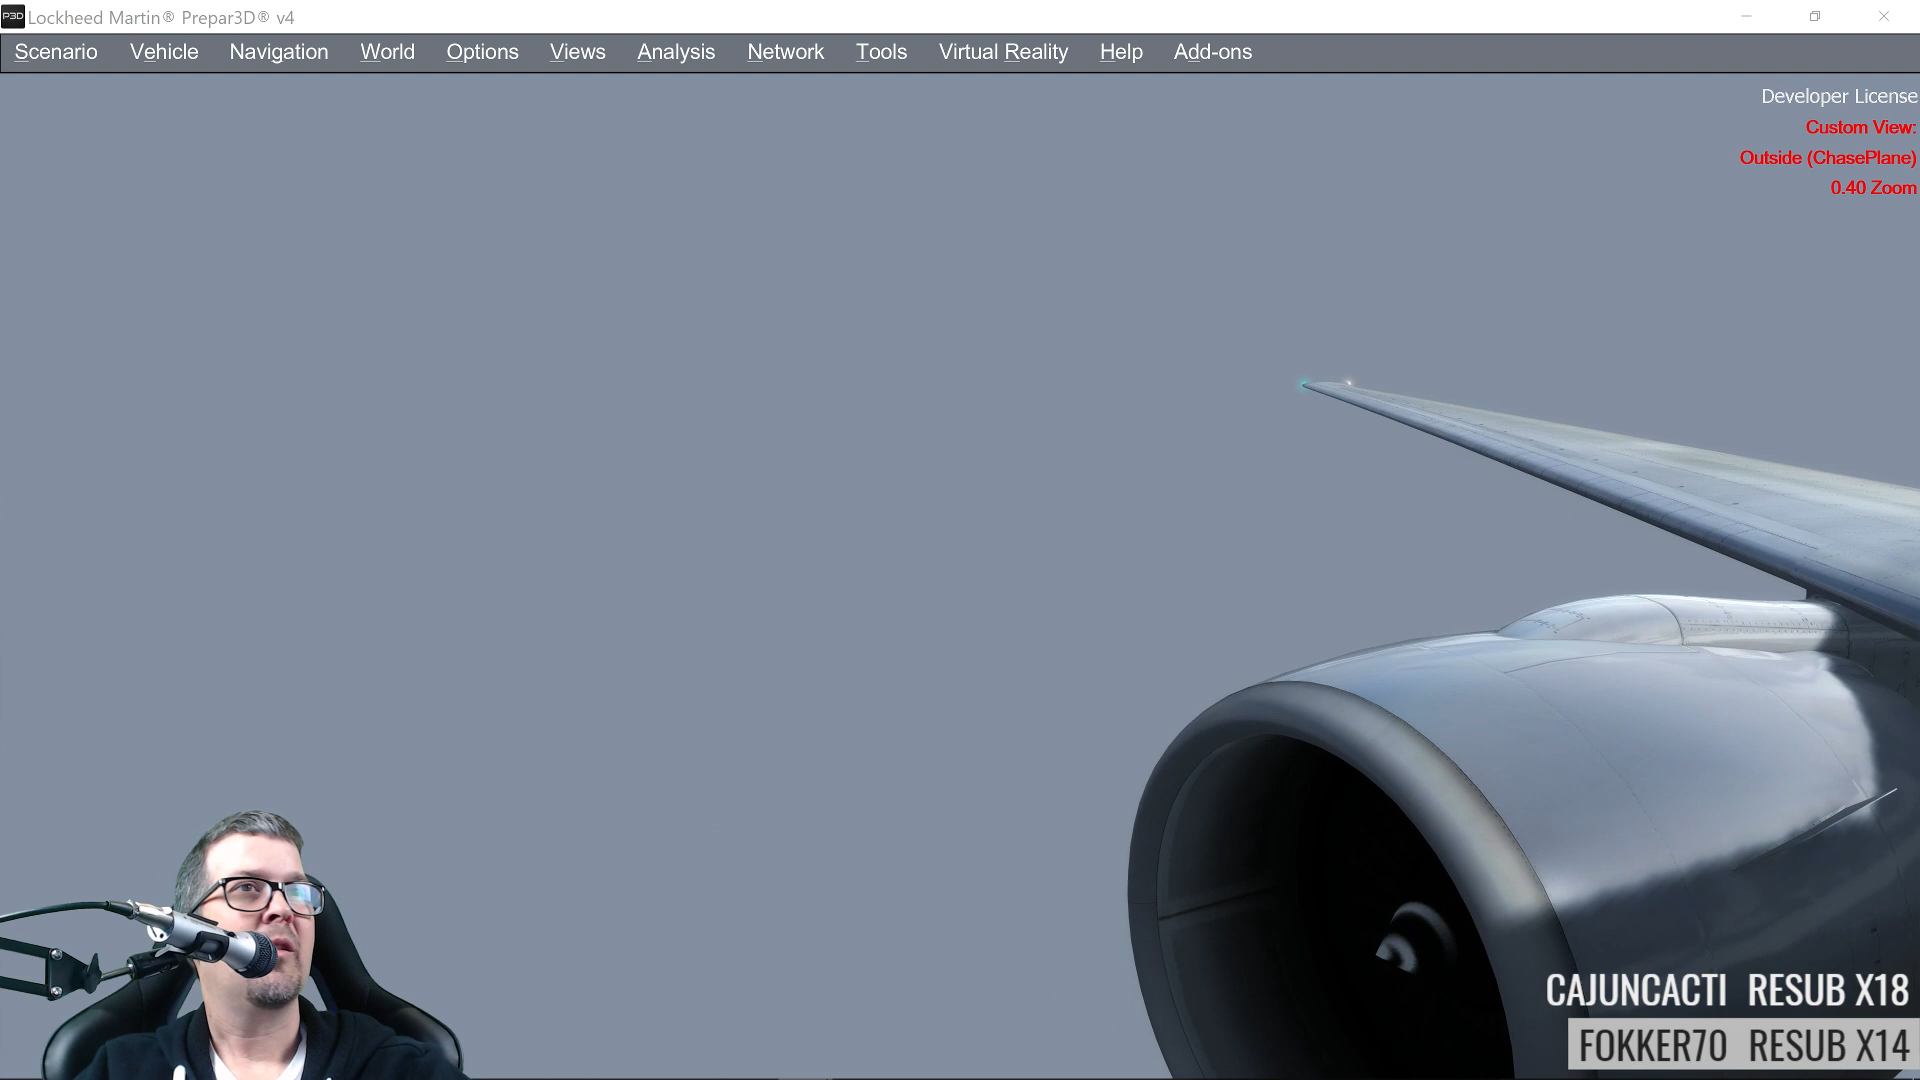 P3D Lockheed Martin® Prepar3D® v4
Scenario Vehicle Navigation World Options Views Analysis Network Tools Virtual Reality Help Add-ons
Developer License
Custom View:
Outside (ChasePlane)
0.40 Zoom
CAJUNCACTI RESUB X18
FOKKER70 RESUB X14